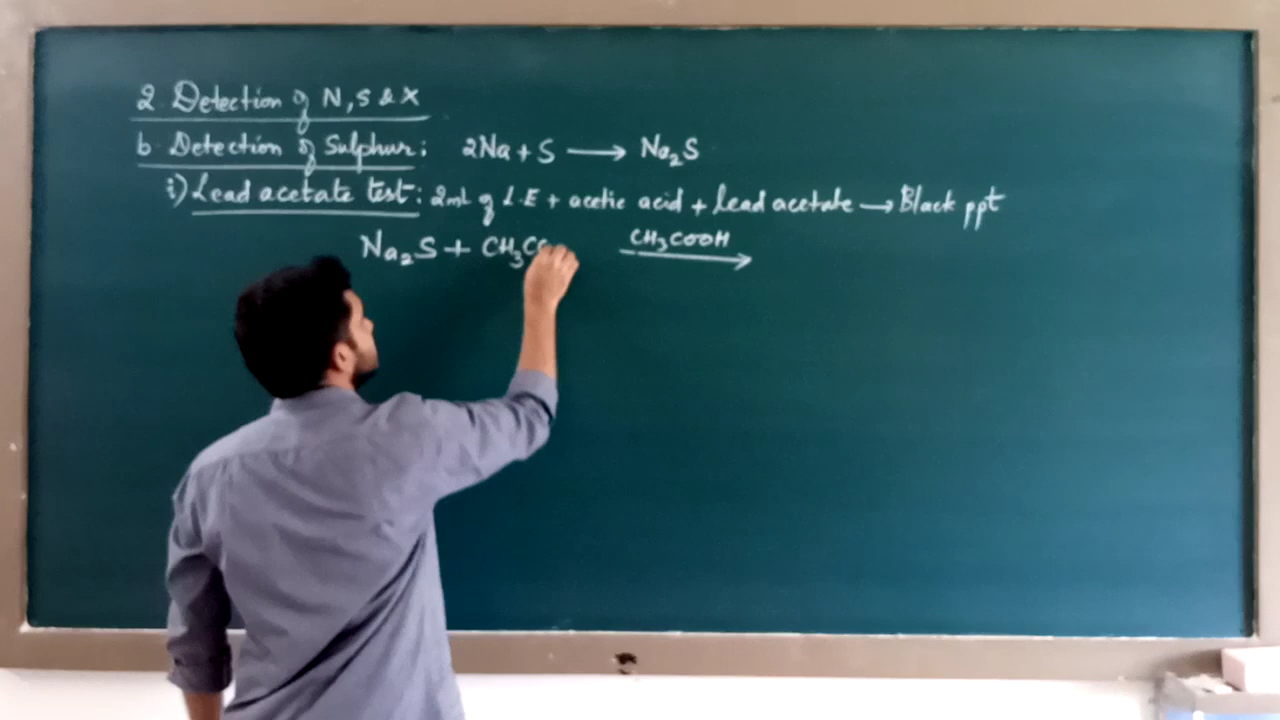 2. Detection of N, S & X
b. Detection of Sulphur: 2Na + S ⟶ Na₂S
i) Lead acetate test: 2mL of L.E + acetic acid + lead acetate → Black ppt
Na₂S + CH₃CO CH₃COOH ⟶